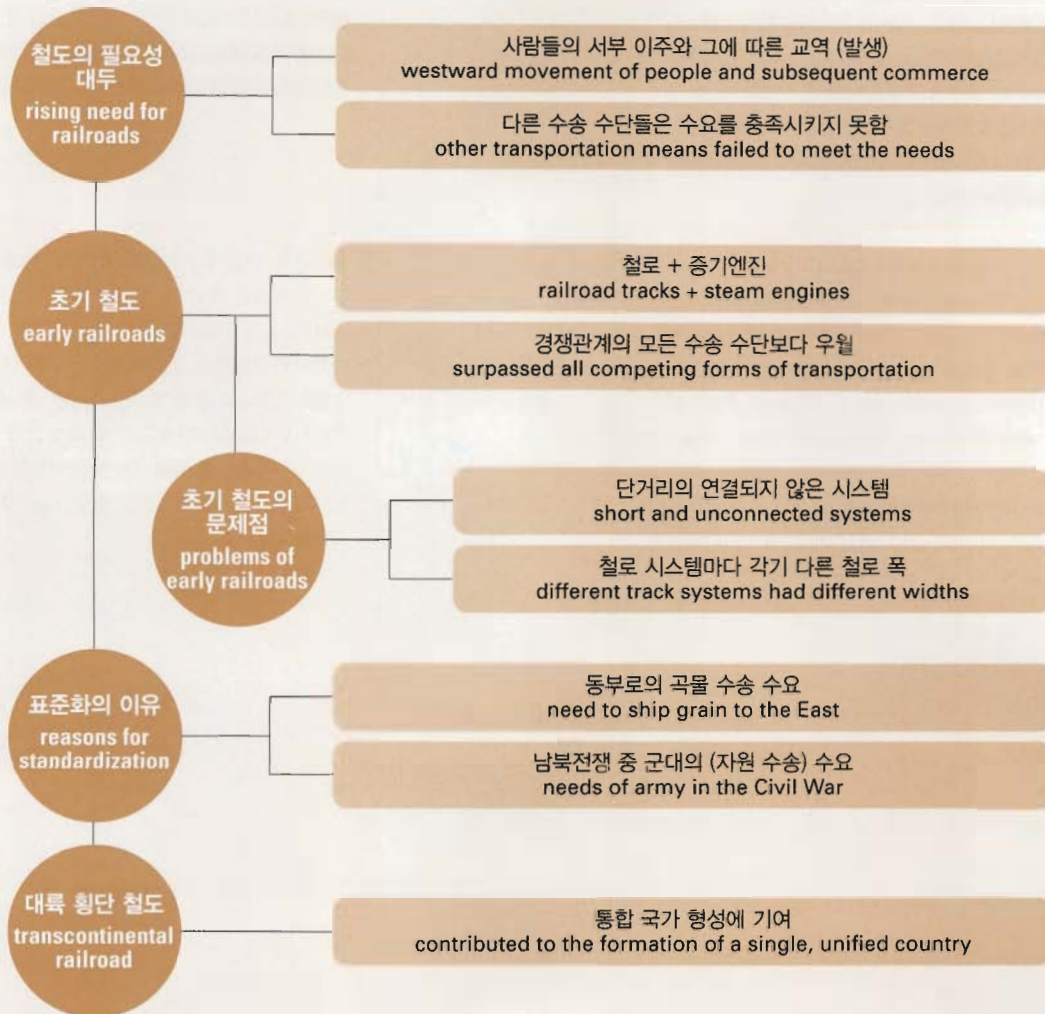 철도의 필요성
대두
rising need for
railroads
사람들의 서부 이주와 그에 따른 교역 (발생)
westward movement of people and subsequent commerce
다른 수송 수단들은 수요를 충족시키지 못함
other transportation means failed to meet the needs
초기 철도
early railroads
철로 + 증기엔진
railroad tracks + steam engines
경쟁관계의 모든 수송 수단보다 우월
surpassed all competing forms of transportation
초기 철도의
문제점
problems of
early railroads
단거리의 연결되지 않은 시스템
short and unconnected systems
철로 시스템마다 각기 다른 철로 폭
different track systems had different widths
표준화의 이유
reasons for
standardization
동부로의 곡물 수송 수요
need to ship grain to the East
남북전쟁 중 군대의 (자원 수송) 수요
needs of army in the Civil War
대륙 횡단 철도
transcontinental
railroad
통합 국가 형성에 기여
contributed to the formation of a single, unified country